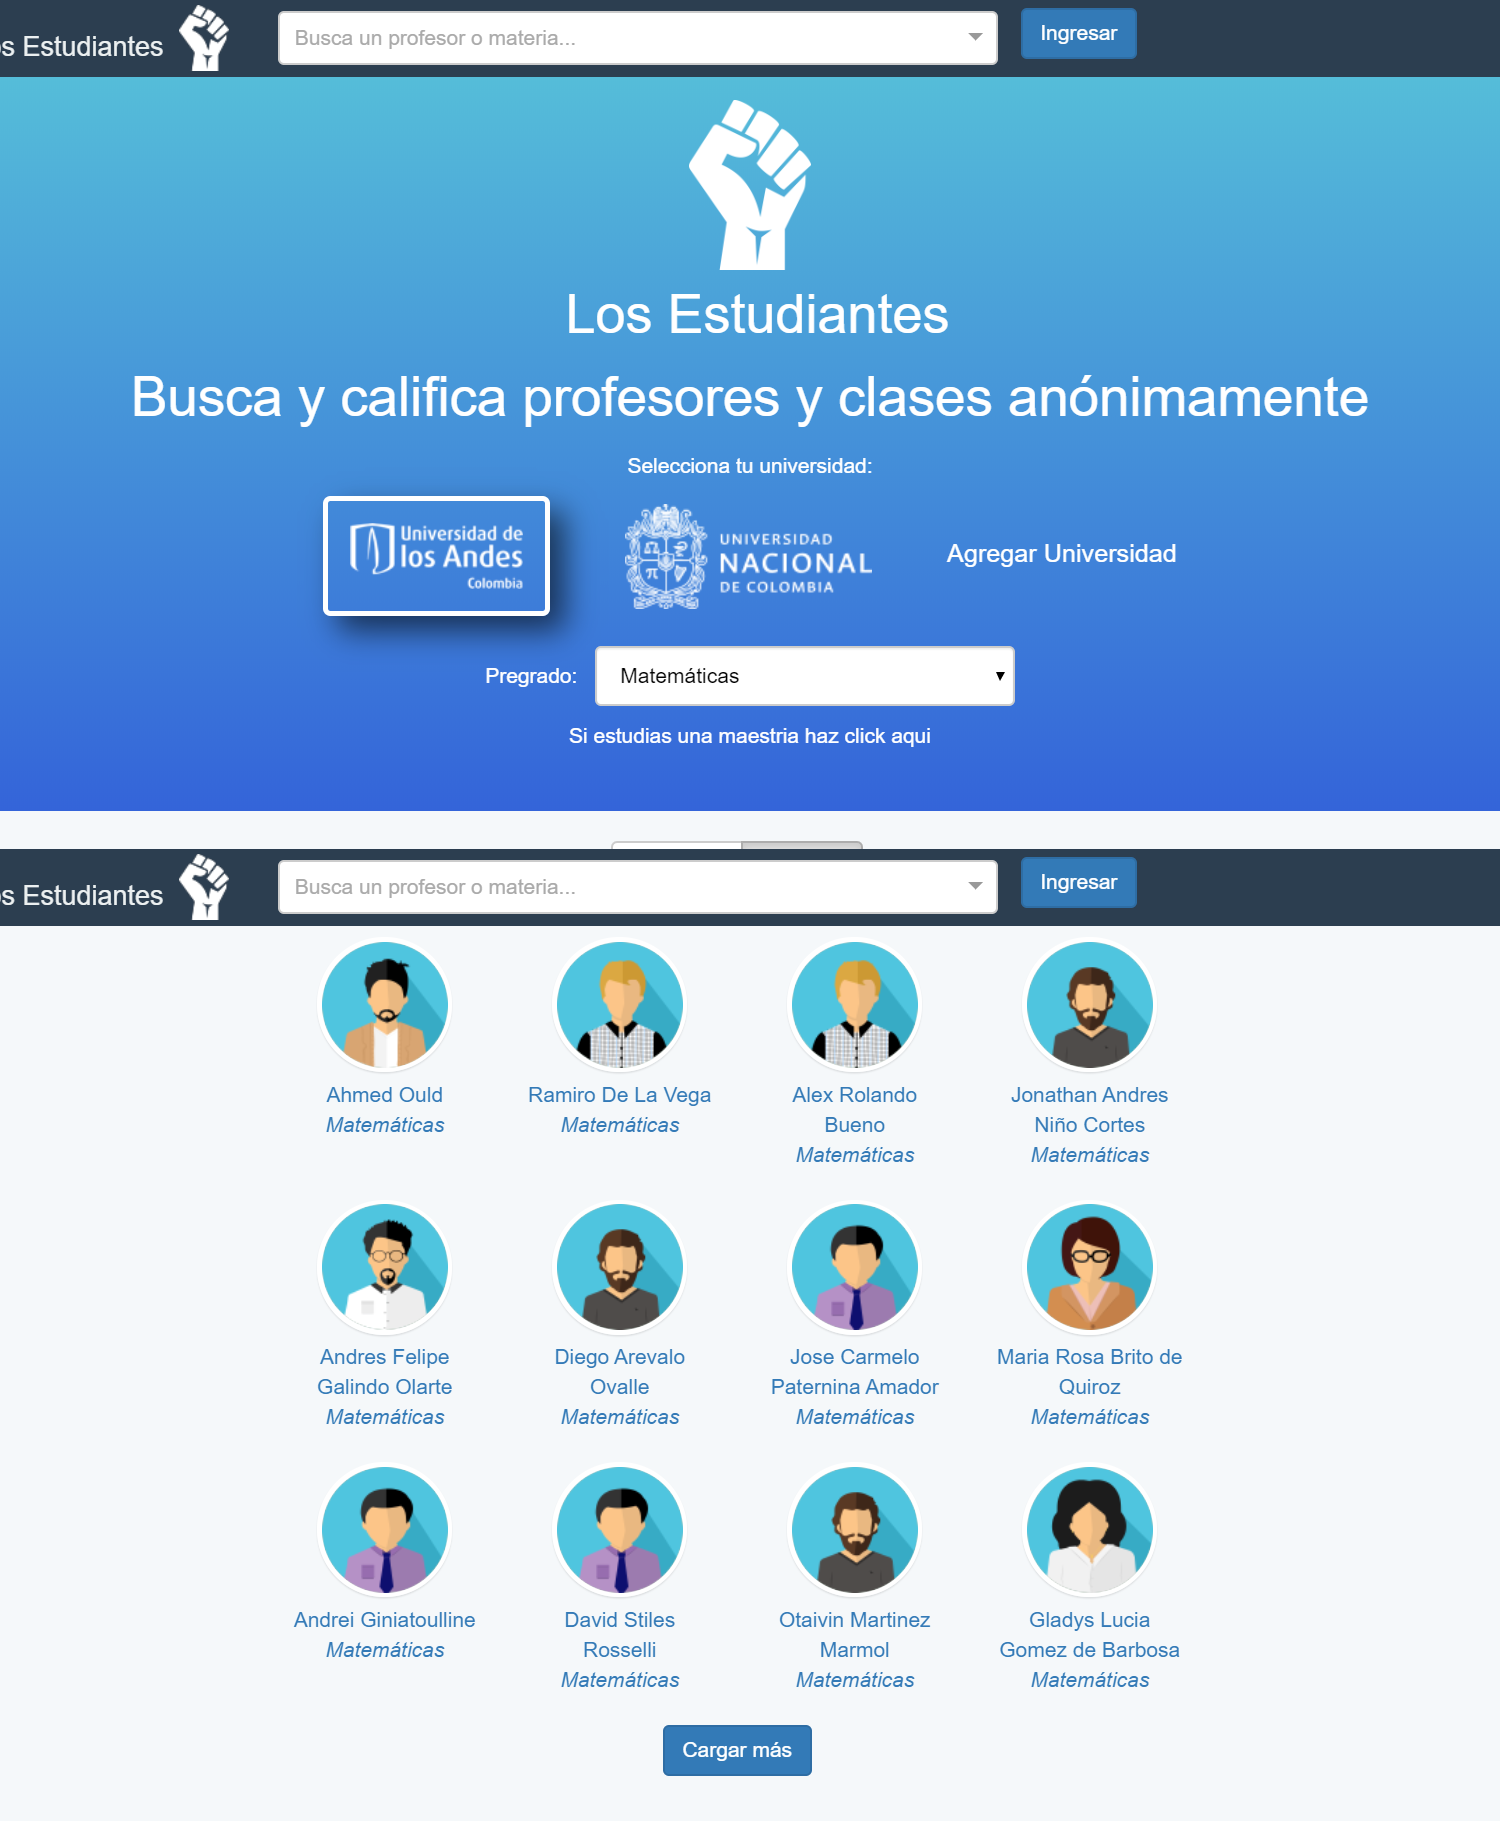 s Estudiantes
Busca un profesor o materia...
Ingresar
Los Estudiantes
Busca y califica profesores y clases anónimamente
Selecciona tu universidad:
Universidad de
los Andes
Colombia
UNIVERSIDAD
NACIONAL
DE COLOMBIA
Agregar Universidad
Pregrado:
Matemáticas
Si estudias una maestria haz click aqui
s Estudiantes
Busca un profesor o materia...
Ingresar
Ahmed Ould
Matemáticas
Ramiro De La Vega
Matemáticas
Alex Rolando
Bueno
Matemáticas
Jonathan Andres
Niño Cortes
Matemáticas
Andres Felipe
Galindo Olarte
Matemáticas
Diego Arevalo
Ovalle
Matemáticas
Jose Carmelo
Paternina Amador
Matemáticas
Maria Rosa Brito de
Quiroz
Matemáticas
Andrei Giniatoulline
Matemáticas
David Stiles
Rosselli
Matemáticas
Otaivin Martinez
Marmol
Matemáticas
Gladys Lucia
Gomez de Barbosa
Matemáticas
Cargar más